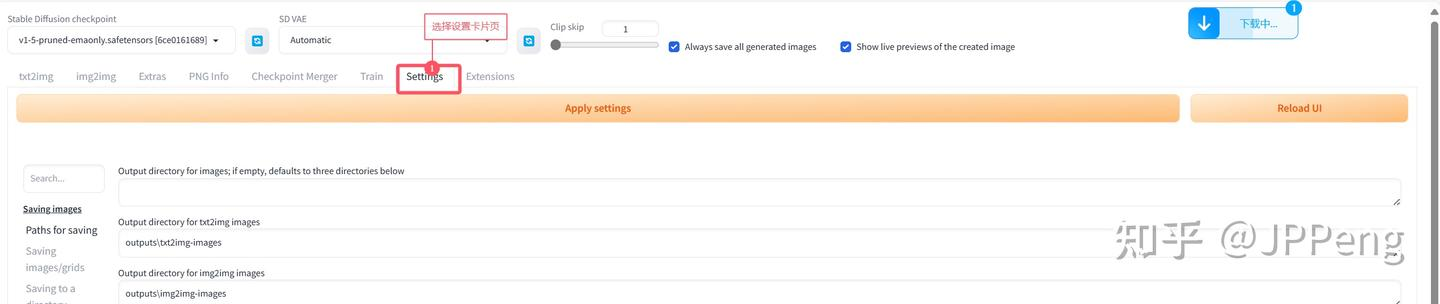 Stable Diffusion checkpoint
v1-5-pruned-emaonly.safetensors [6ce0161689]
SD VAE
Automatic
选择设置卡片页
Clip skip
1
Always save all generated images
Show live previews of the created image
下载中...
1
txt2img
img2img
Extras
PNG Info
Checkpoint Merger
Train
1
Settings
Extensions
Apply settings
Reload UI
Search...
Output directory for images; if empty, defaults to three directories below
Saving images
Output directory for txt2img images
Paths for saving
outputs\txt2img-images
Saving
images/grids
Output directory for img2img images
Saving to a
directory
outputs\img2img-images
知乎 @JPPeng